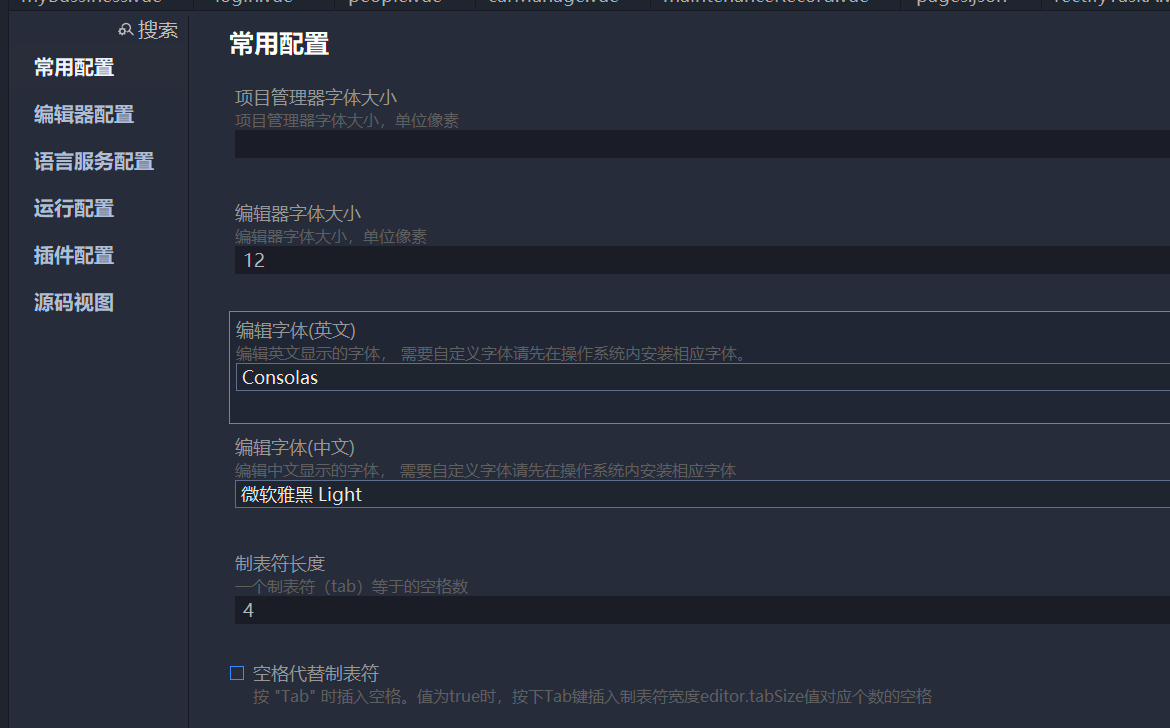 搜索
常用配置
编辑器配置
语言服务配置
运行配置
插件配置
源码视图
常用配置
项目管理器字体大小
项目管理器字体大小，单位像素
编辑器字体大小
编辑器字体大小，单位像素
12
编辑字体(英文)
编辑英文显示的字体， 需要自定义字体请先在操作系统内安装相应字体。
Consolas
编辑字体(中文)
编辑中文显示的字体， 需要自定义字体请先在操作系统内安装相应字体
微软雅黑 Light
制表符长度
一个制表符（tab）等于的空格数
4
空格代替制表符
按 "Tab" 时插入空格。值为true时，按下Tab键插入制表符宽度editor.tabSize值对应个数的空格